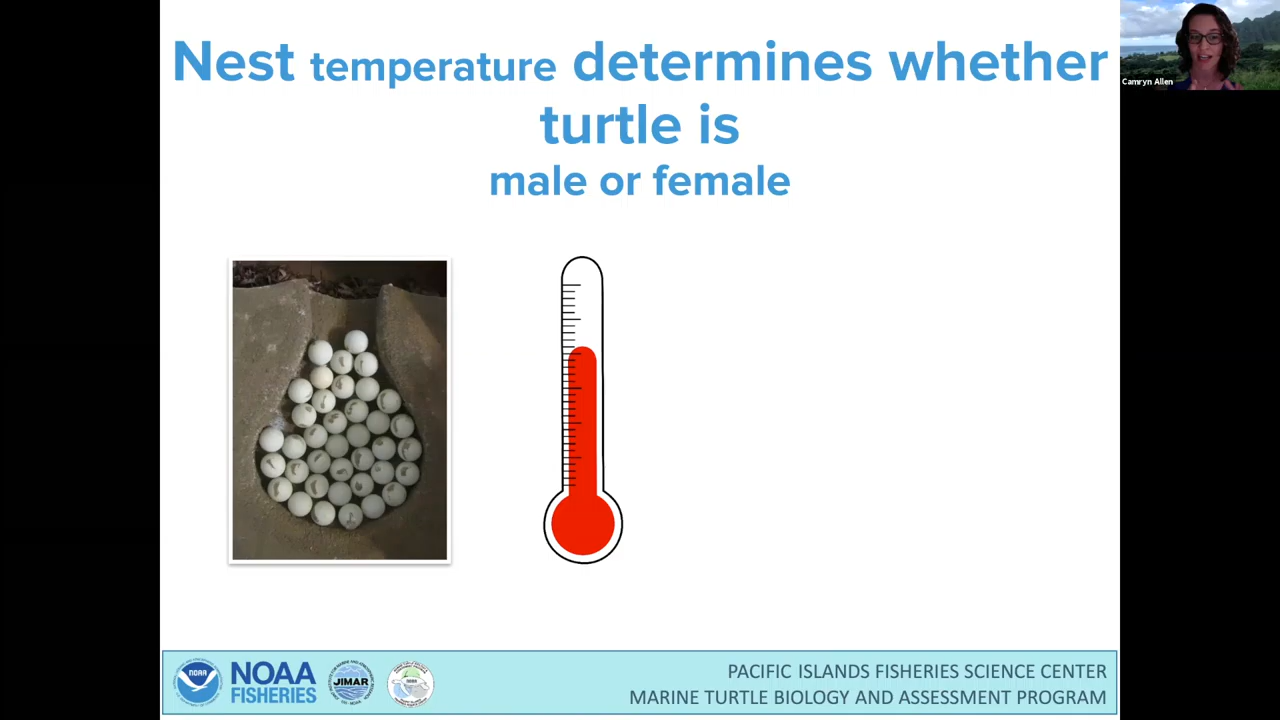 Nest temperature determines whether
turtle is
male or female
Camryn Allen
NOAA
NOAA
FISHERIES
JIMAR
PACIFIC ISLANDS FISHERIES SCIENCE CENTER
MARINE TURTLE BIOLOGY AND ASSESSMENT PROGRAM